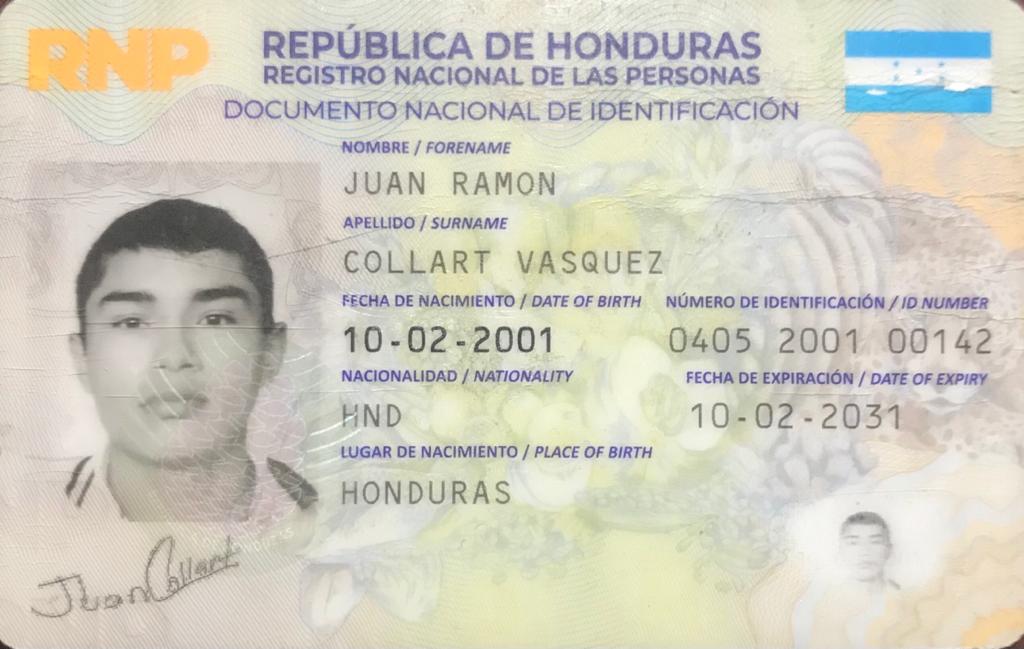 RNP
REPÚBLICA DE HONDURAS
REGISTRO NACIONAL DE LAS PERSONAS
DOCUMENTO NACIONAL DE IDENTIFICACIÓN
NOMBRE / FORENAME
JUAN RAMON
APELLIDO / SURNAME
COLLART VASQUEZ
FECHA DE NACIMIENTO / DATE OF BIRTH NÚMERO DE IDENTIFICACIÓN / ID NUMBER
10-02-2001 0405 2001 00142
NACIONALIDAD / NATIONALITY FECHA DE EXPIRACIÓN / DATE OF EXPIRY
HND 10-02-2031
LUGAR DE NACIMIENTO / PLACE OF BIRTH
HONDURAS
Juan Collart